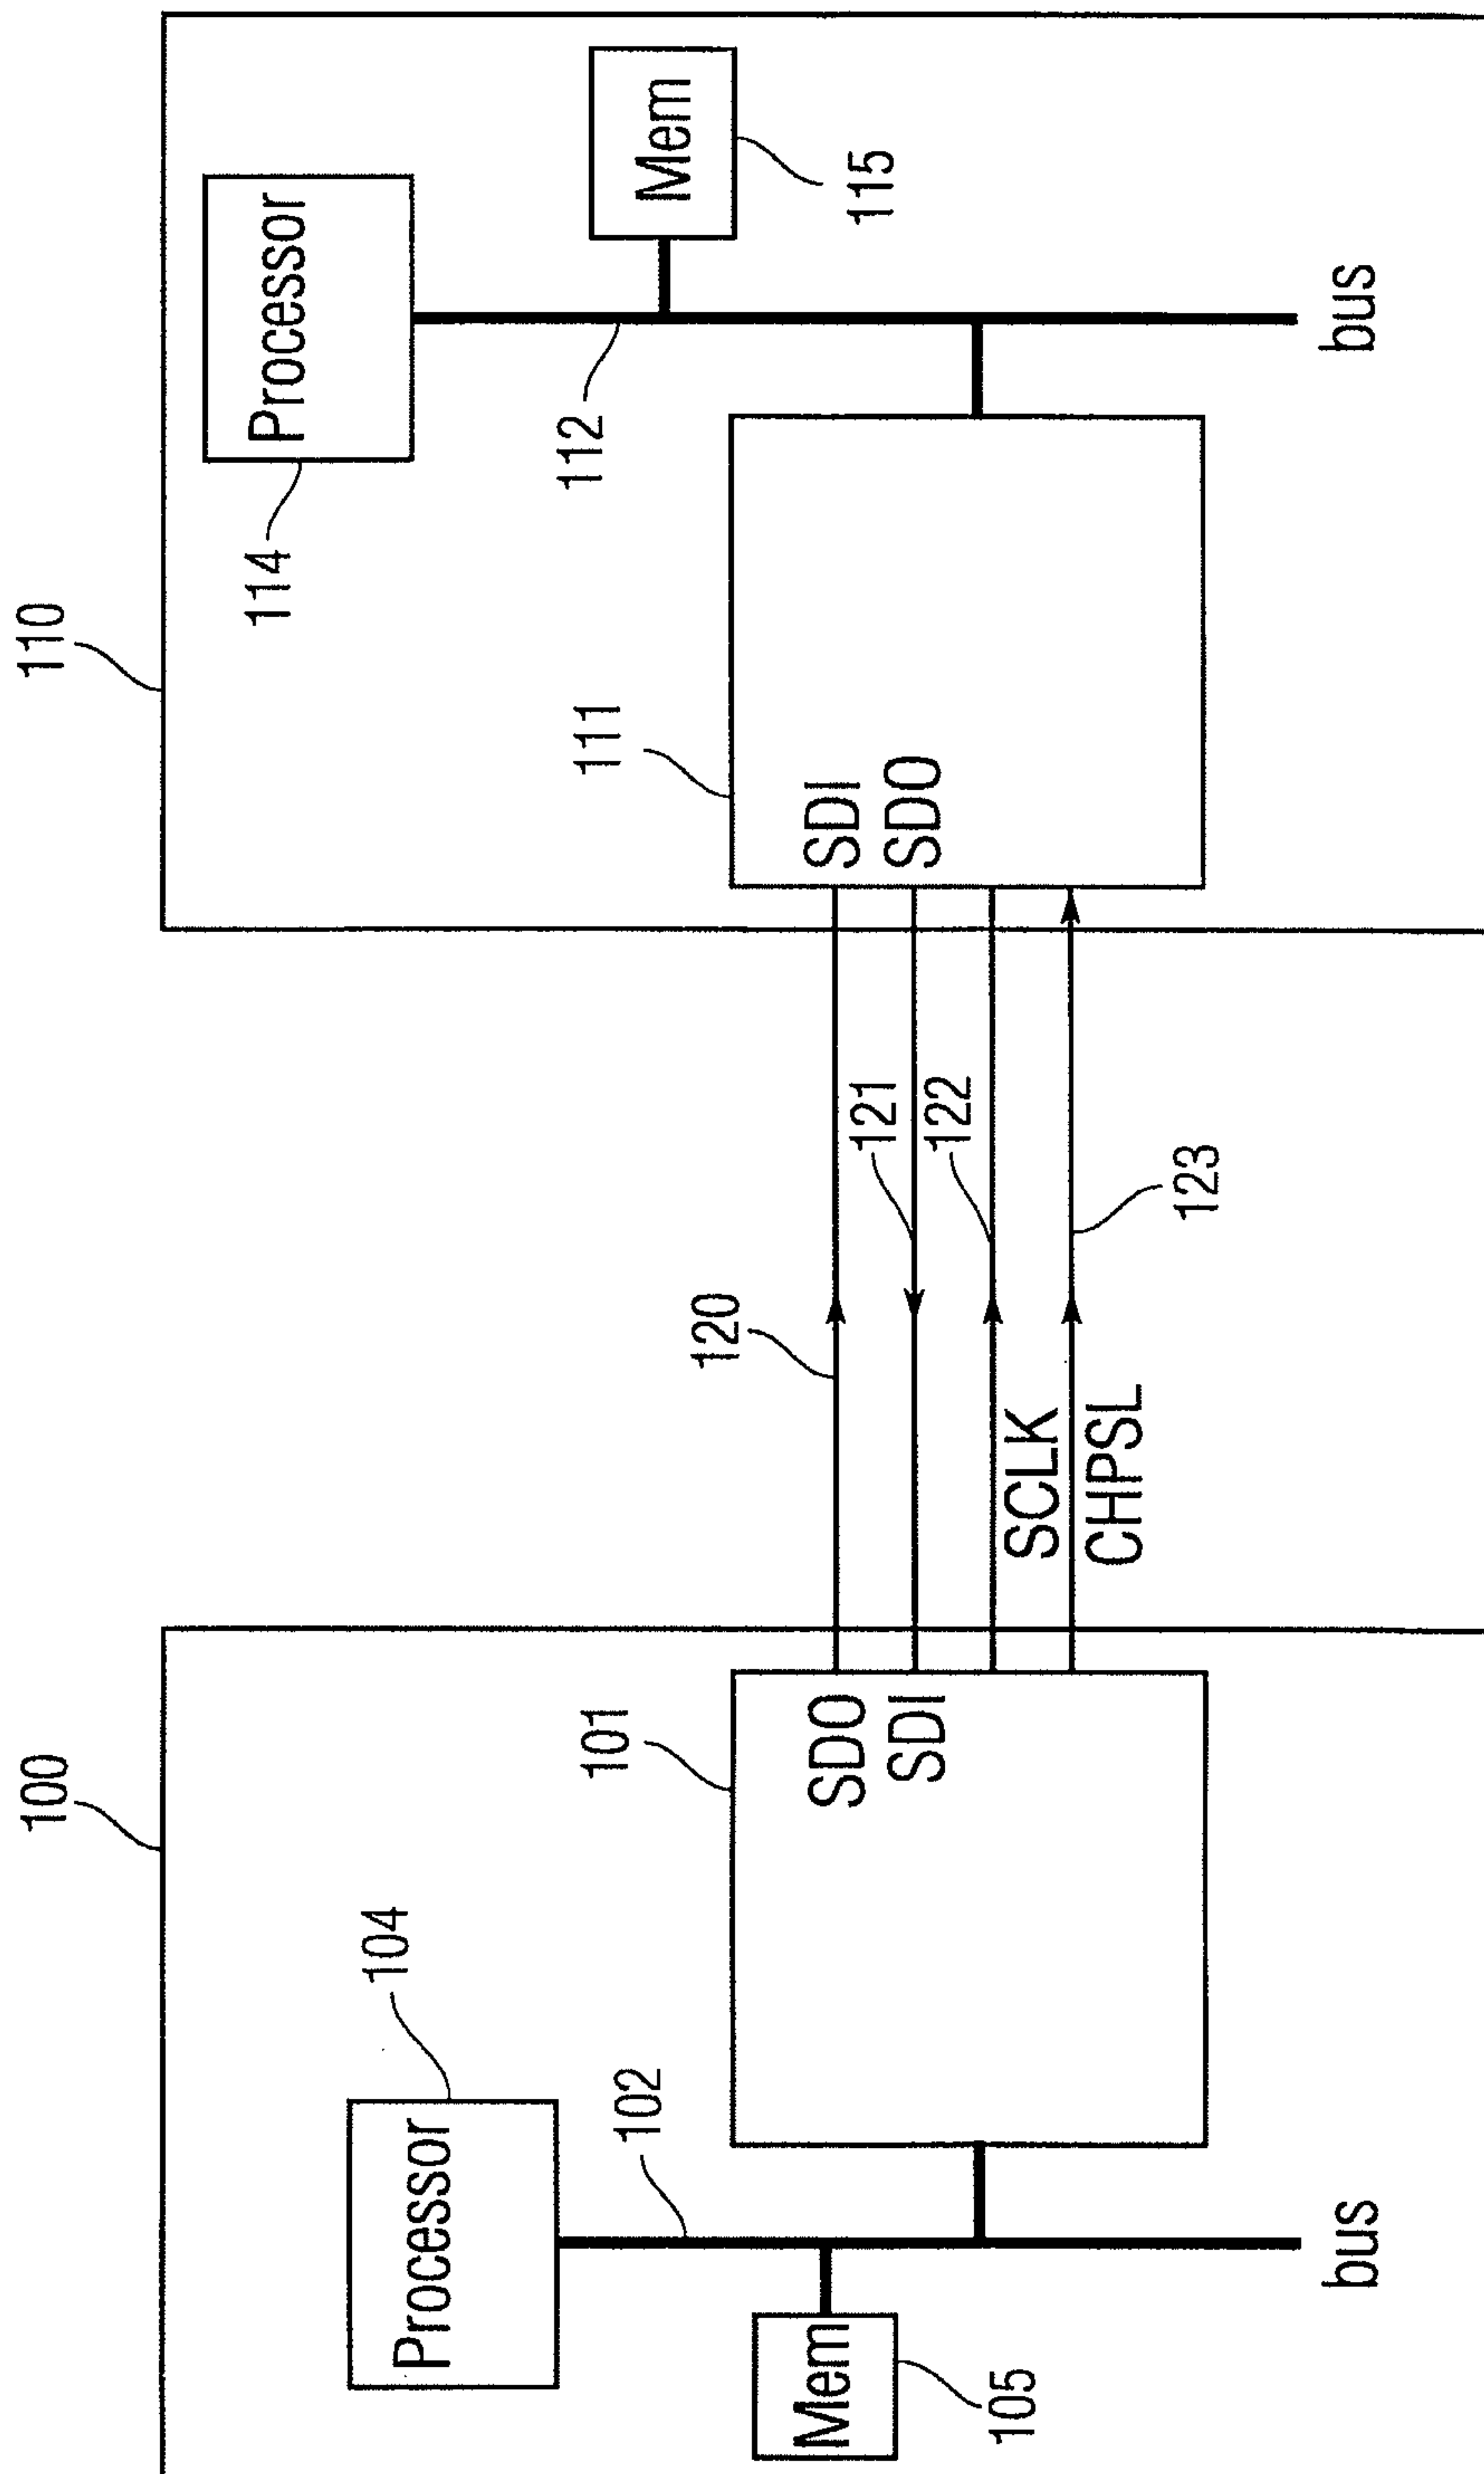 100
110
Processor
104
114
Processor
Mem
115
102
112
101
111
Mem
105
SDO
SDI
120
121
122
SDI
SDO
SCLK
CHPSL
123
bus
bus